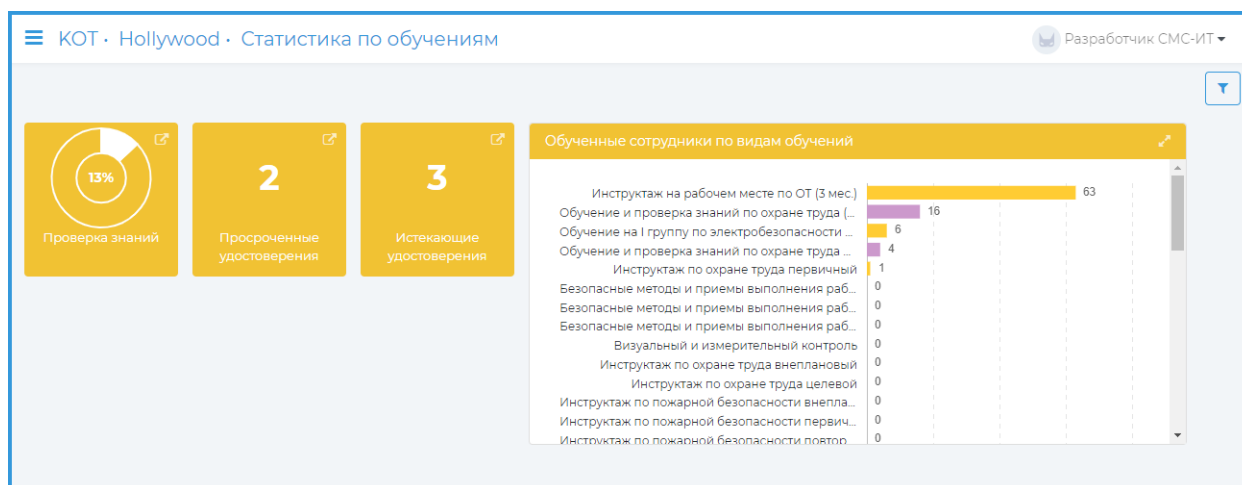 КОТ · Hollywood · Статистика по обучениям
Разработчик СМС-ИТ
13%
Проверка знаний
2
Просроченные
удостоверения
3
Истекающие
удостоверения
Обученные сотрудники по видам обучений
Инструктаж на рабочем месте по ОТ (3 мес.) 63
Обучение и проверка знаний по охране труда (... 16
Обучение на I группу по электробезопасности ... 6
Обучение и проверка знаний по охране труда ... 4
Инструктаж по охране труда первичный 1
Безопасные методы и приемы выполнения раб... 0
Безопасные методы и приемы выполнения раб... 0
Безопасные методы и приемы выполнения раб... 0
Визуальный и измерительный контроль 0
Инструктаж по охране труда внеплановый 0
Инструктаж по охране труда целевой 0
Инструктаж по пожарной безопасности внепла... 0
Инструктаж по пожарной безопасности первич... 0
Инструктаж по пожарной безопасности повтор 0